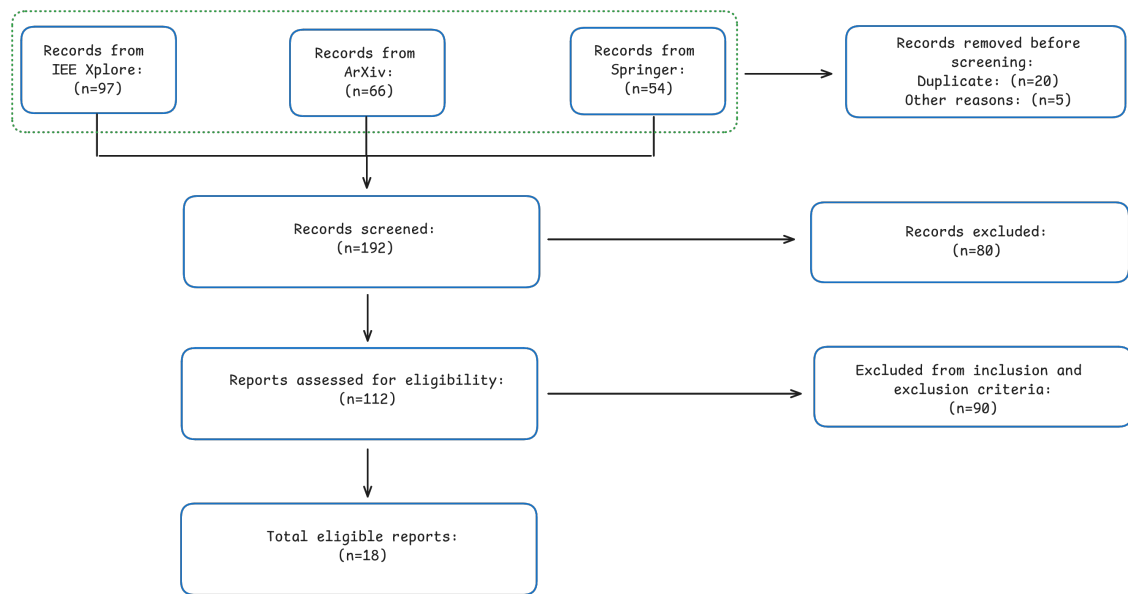 Records from
IEE Xplore:
(n=97)
Records from
ArXiv:
(n=66)
Records from
Springer:
(n=54)
Records removed before
screening:
Duplicate: (n=20)
Other reasons: (n=5)
Records screened:
(n=192)
Records excluded:
(n=80)
Reports assessed for eligibility:
(n=112)
Excluded from inclusion and
exclusion criteria:
(n=90)
Total eligible reports:
(n=18)